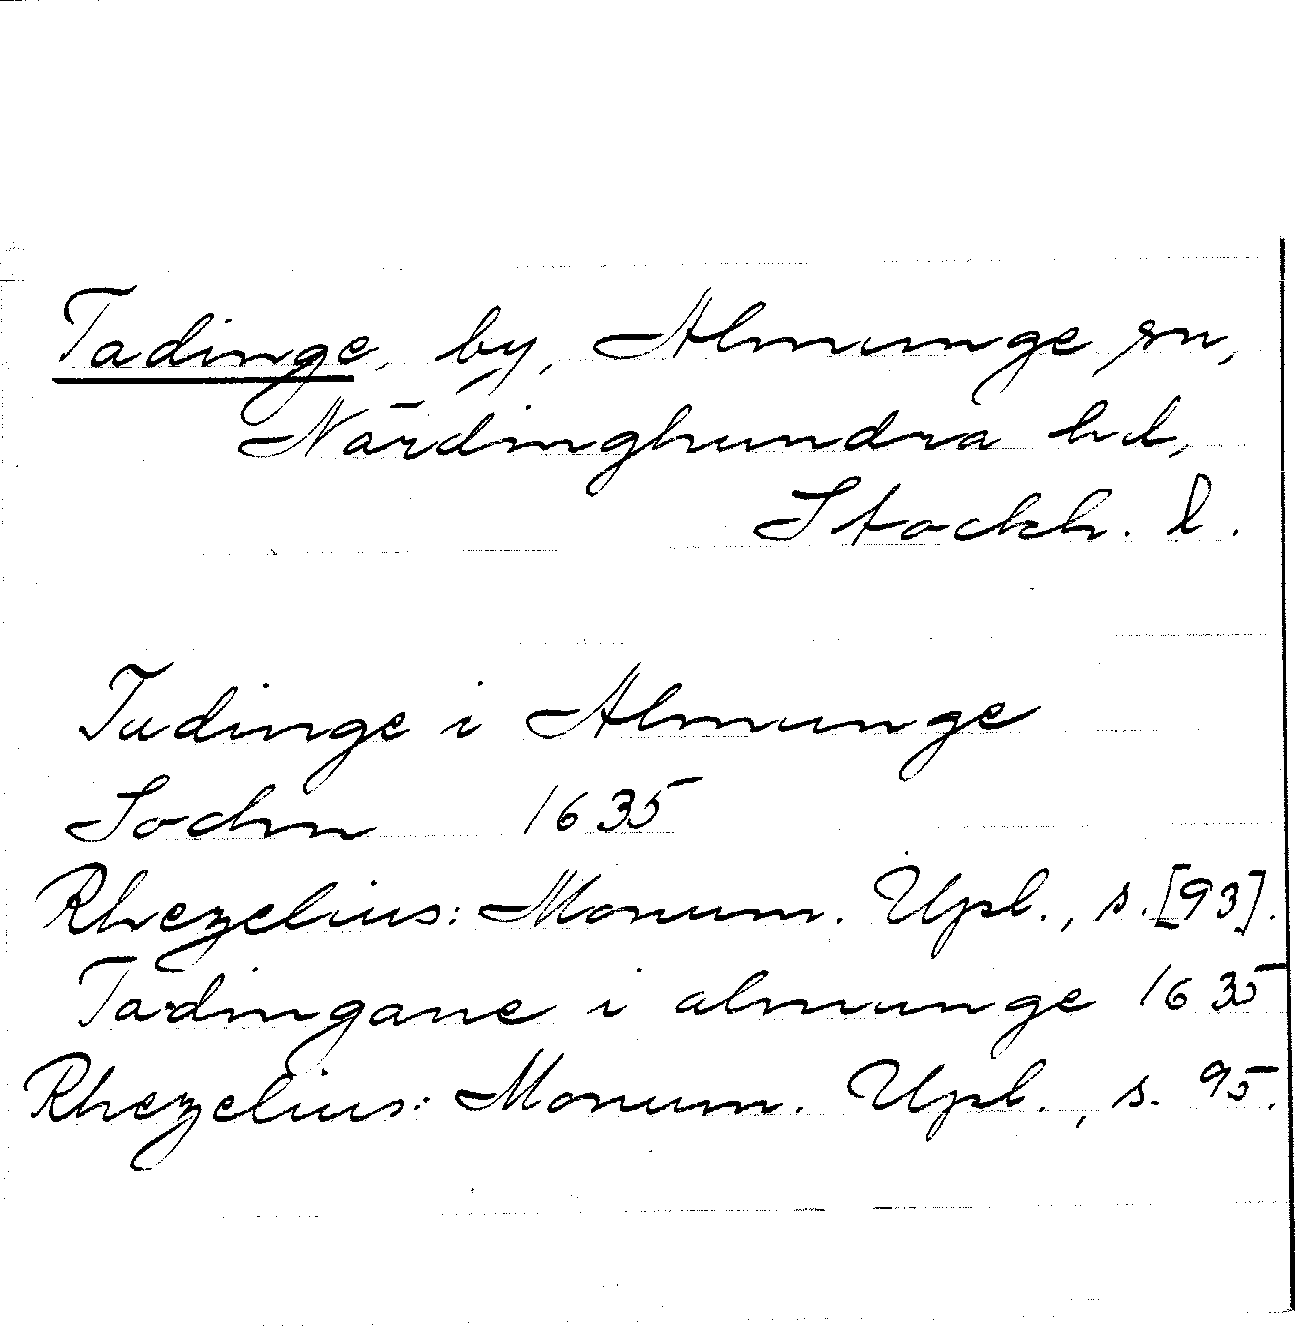 Tadinge, by, Almunge sn,
Närdinghundra hd,
Stockh. l.
Tudinge i Almunge
Sochn 1635
Rhezelius: Monum. Upl., s. [93].
Tadingane i almunge 1635
Rhezelius: Monum. Upl., s. 95.